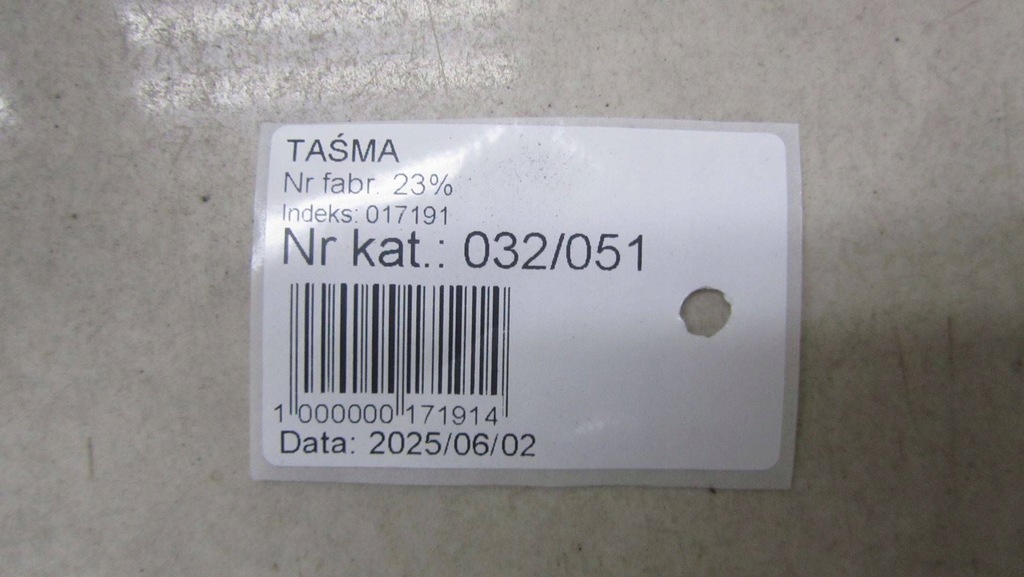 TAŚMA
Nr fabr. 23%
Indeks: 017191
Nr kat.: 032/051
1 000000 171914
Data: 2025/06/02